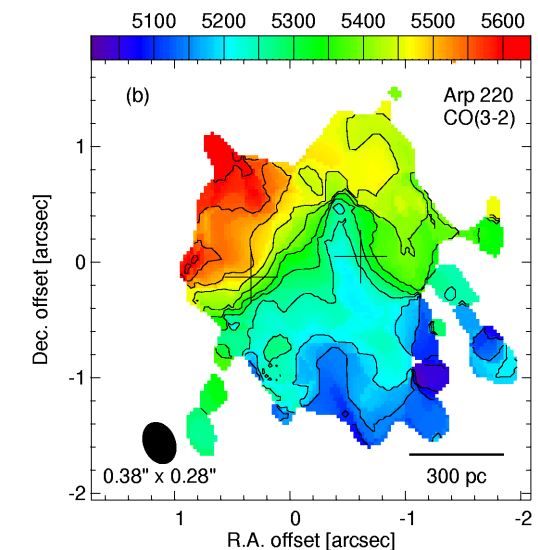 5100 5200 5300 5400 5500 5600
(b)
Arp 220
CO(3-2)
1
0
-1
-2
Dec. offset [arcsec]
0.38" x 0.28"
300 pc
1 0 -1 -2
R.A. offset [arcsec]